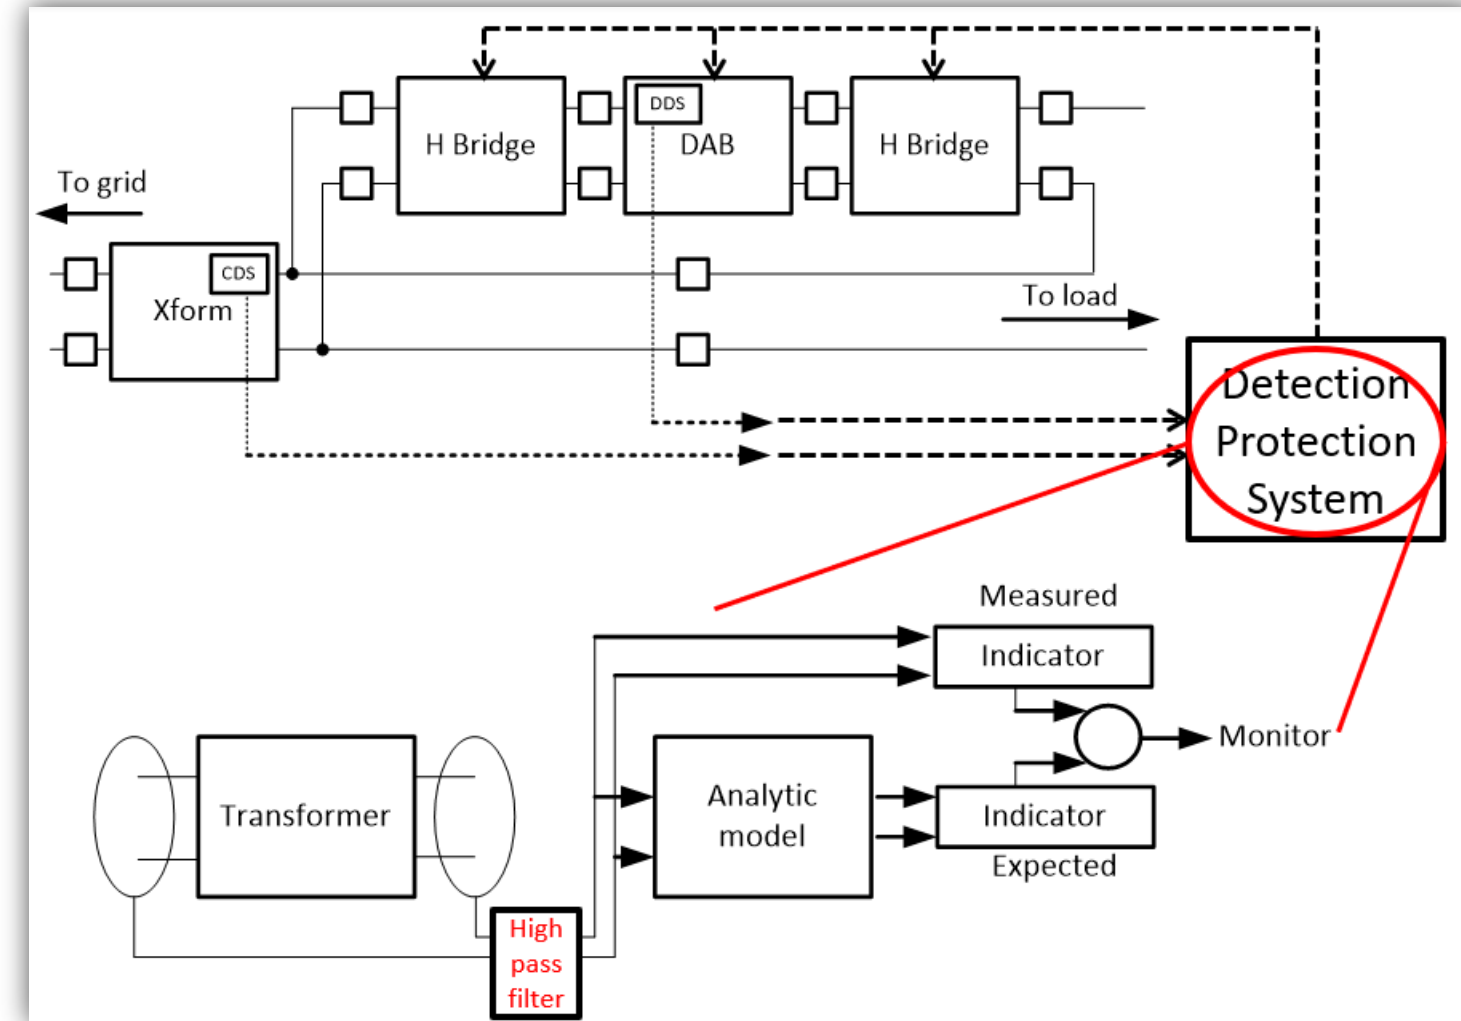 H Bridge
DDS
DAB
H Bridge
To grid
CDS
Xform
To load
Detection
Protection
System
Measured
Indicator
Monitor
Transformer
Analytic
model
Indicator
Expected
High
pass
filter